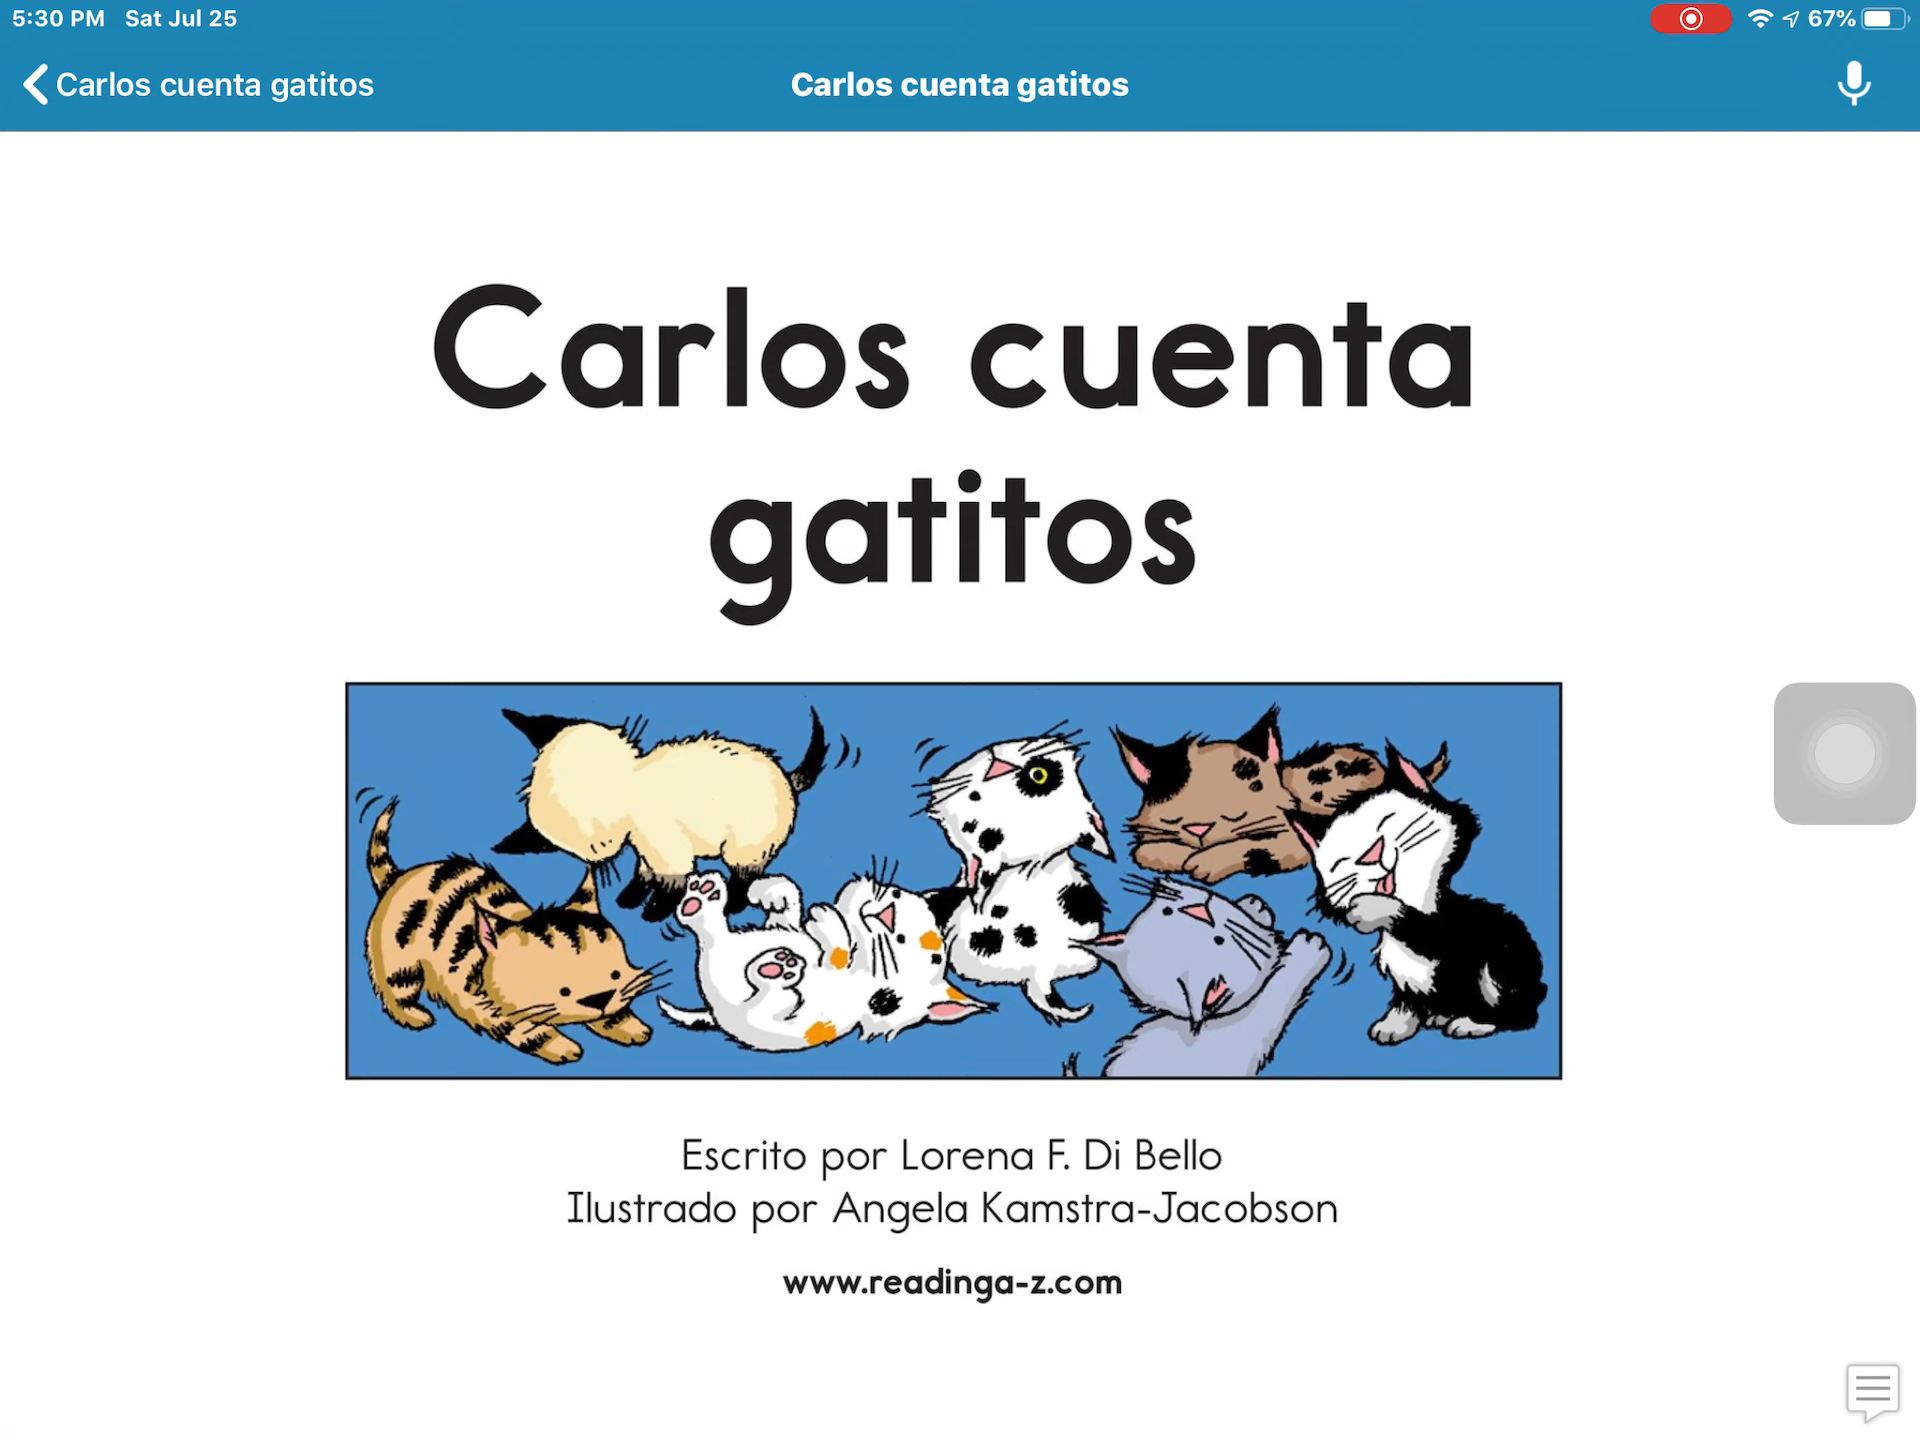 5:30 PM Sat Jul 25
67%
Carlos cuenta gatitos
Carlos cuenta gatitos
Carlos cuenta
gatitos
Escrito por Lorena F. Di Bello
Ilustrado por Angela Kamstra-Jacobson
www.readinga-z.com